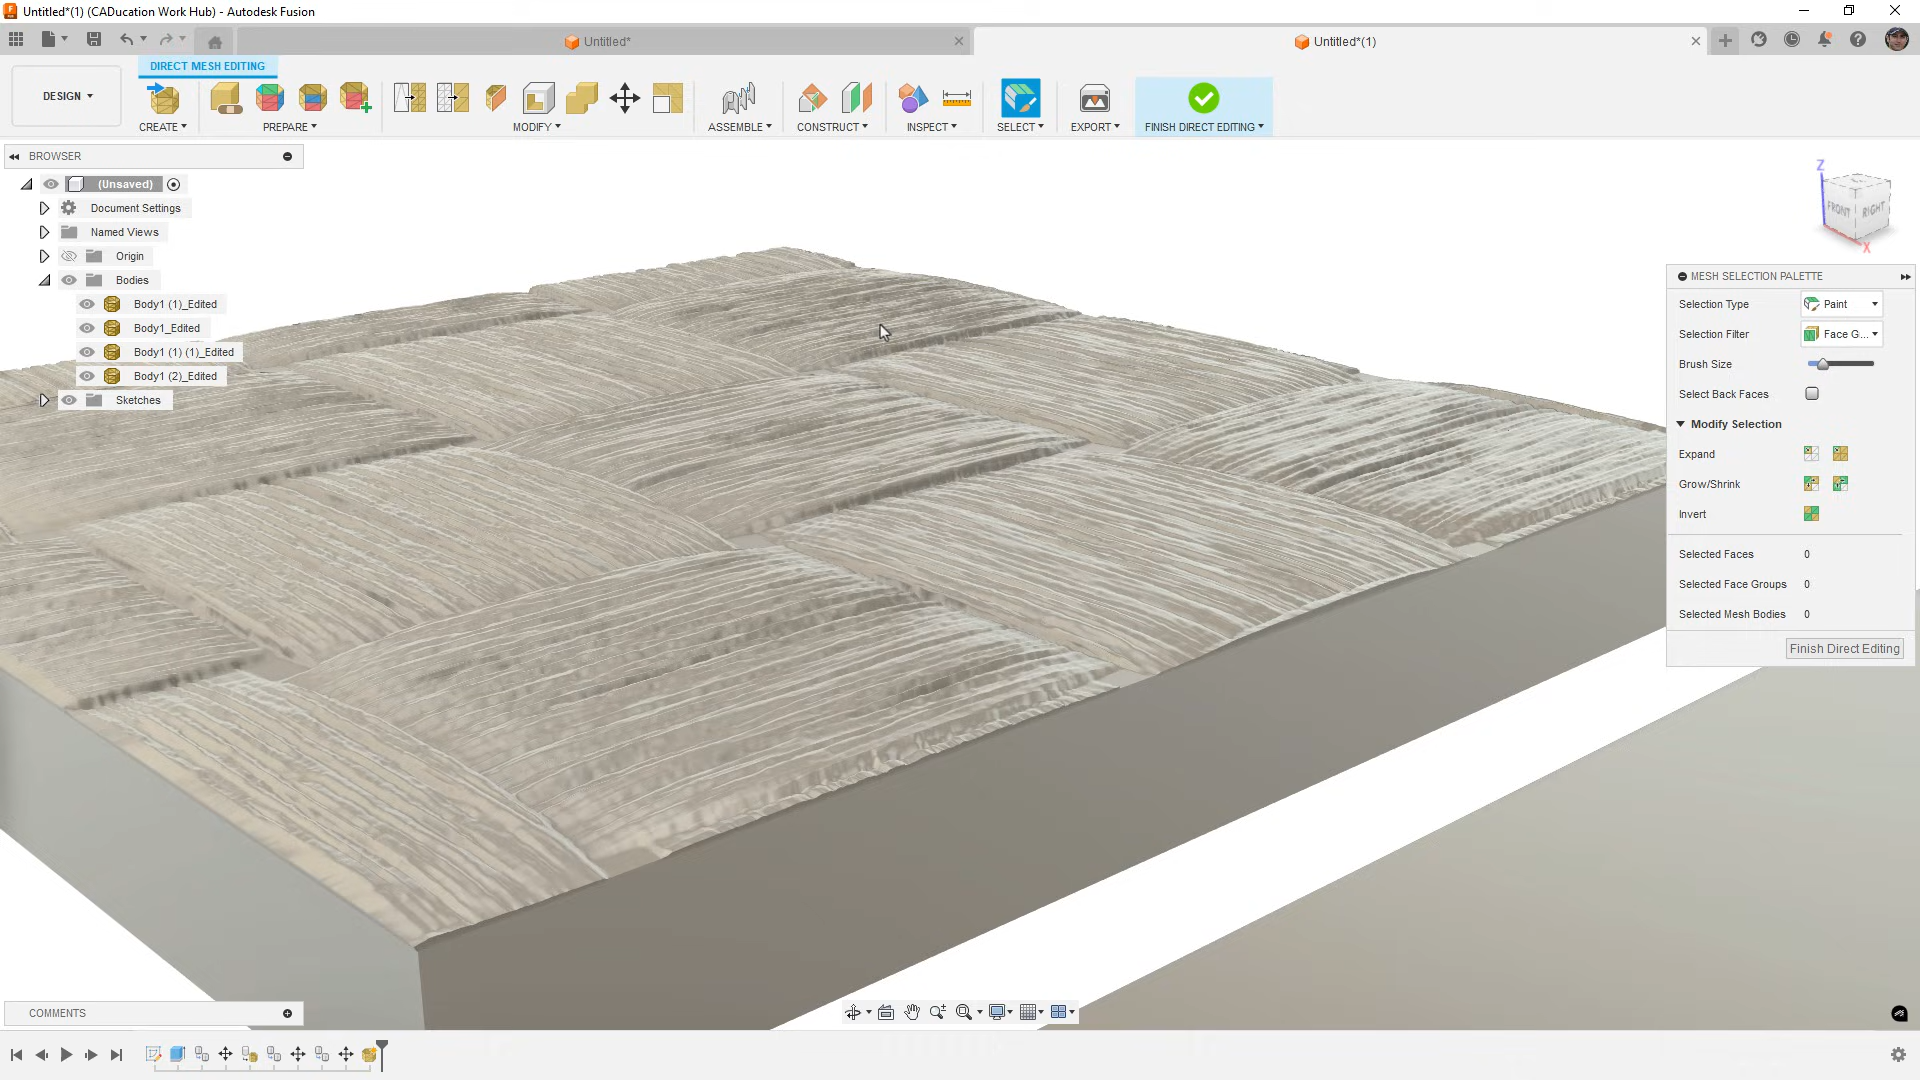 Untitled*(1) (CADucation Work Hub) - Autodesk Fusion
Untitled*
Untitled*(1)
DIRECT MESH EDITING
DESIGN
CREATE
PREPARE
MODIFY
ASSEMBLE
CONSTRUCT
INSPECT
SELECT
EXPORT
FINISH DIRECT EDITING
BROWSER
(Unsaved)
Document Settings
Named Views
Origin
Bodies
Body1 (1)_Edited
Body1_Edited
Body1 (1) (1)_Edited
Body1 (2)_Edited
Sketches
Z
FRONT
RIGHT
X
MESH SELECTION PALETTE
Selection Type Paint
Selection Filter Face G...
Brush Size
Select Back Faces
Modify Selection
Expand
Grow/Shrink
Invert
Selected Faces 0
Selected Face Groups 0
Selected Mesh Bodies 0
Finish Direct Editing
COMMENTS